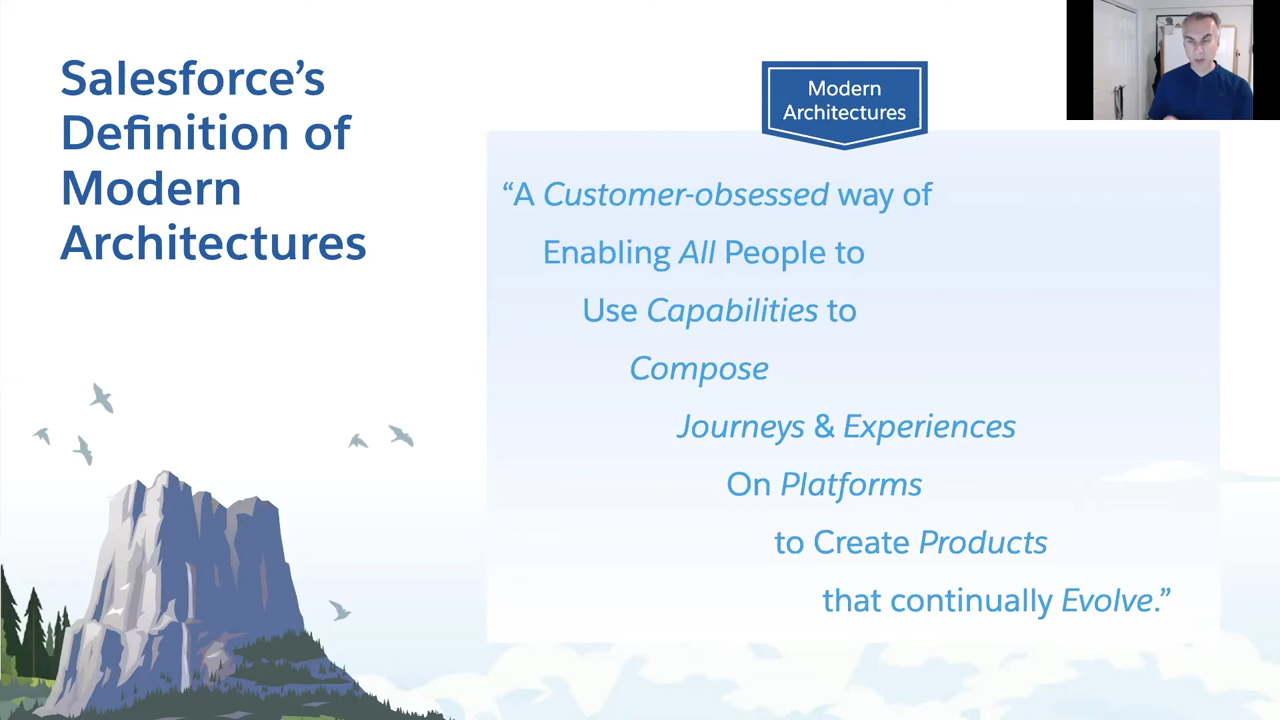 Salesforce’s
Definition of
Modern
Architectures
Modern
Architectures
“A Customer-obsessed way of
Enabling All People to
Use Capabilities to
Compose
Journeys & Experiences
On Platforms
to Create Products
that continually Evolve.”